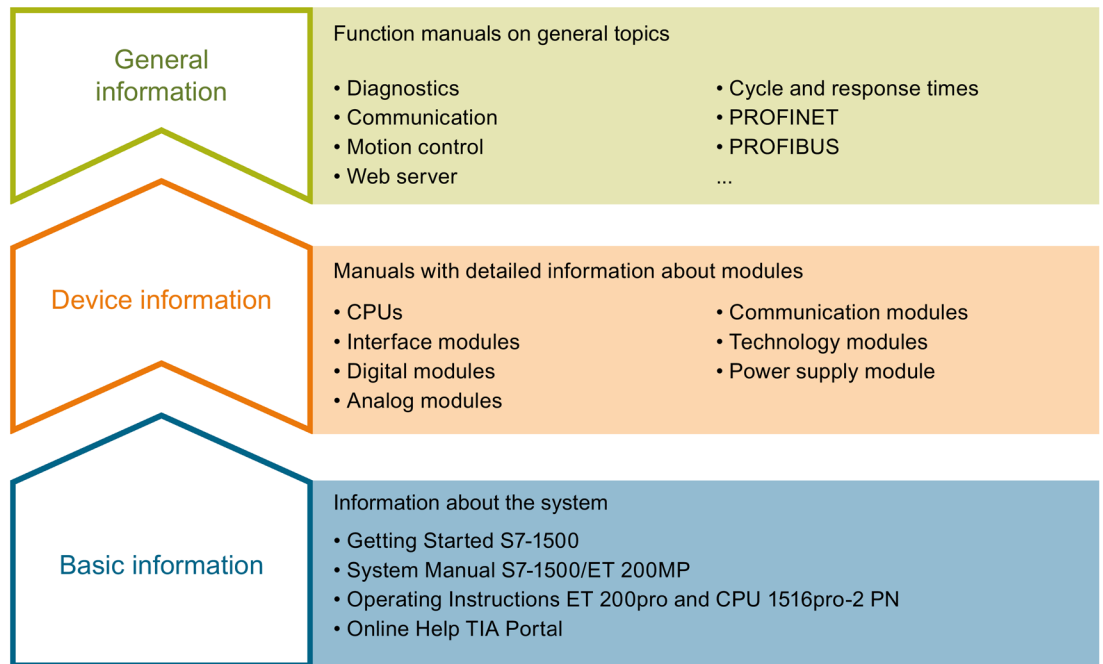 General
information
Function manuals on general topics
• Diagnostics
• Communication
• Motion control
• Web server
• Cycle and response times
• PROFINET
• PROFIBUS
...
Device information
Manuals with detailed information about modules
• CPUs
• Interface modules
• Digital modules
• Analog modules
• Communication modules
• Technology modules
• Power supply module
Basic information
Information about the system
• Getting Started S7-1500
• System Manual S7-1500/ET 200MP
• Operating Instructions ET 200pro and CPU 1516pro-2 PN
• Online Help TIA Portal